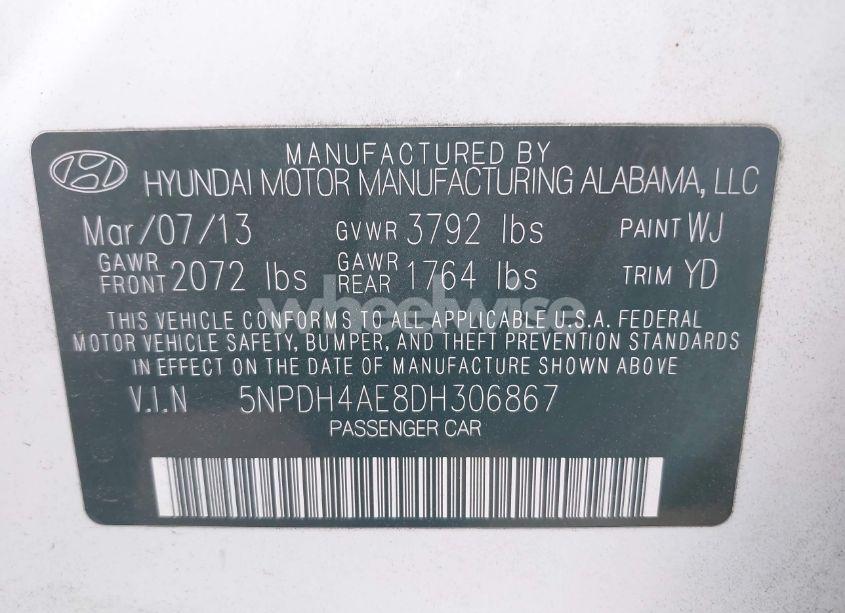 MANUFACTURED BY
HYUNDAI MOTOR MANUFACTURING ALABAMA, LLC
Mar/07/13 GVWR 3792 lbs PAINT WJ
GAWR FRONT 2072 lbs GAWR REAR 1764 lbs TRIM YD
wheelwise
THIS VEHICLE CONFORMS TO ALL APPLICABLE U.S.A. FEDERAL
MOTOR VEHICLE SAFETY, BUMPER, AND THEFT PREVENTION STANDARDS
IN EFFECT ON THE DATE OF MANUFACTURE SHOWN ABOVE
V.I.N 5NPDH4AE8DH306867
PASSENGER CAR